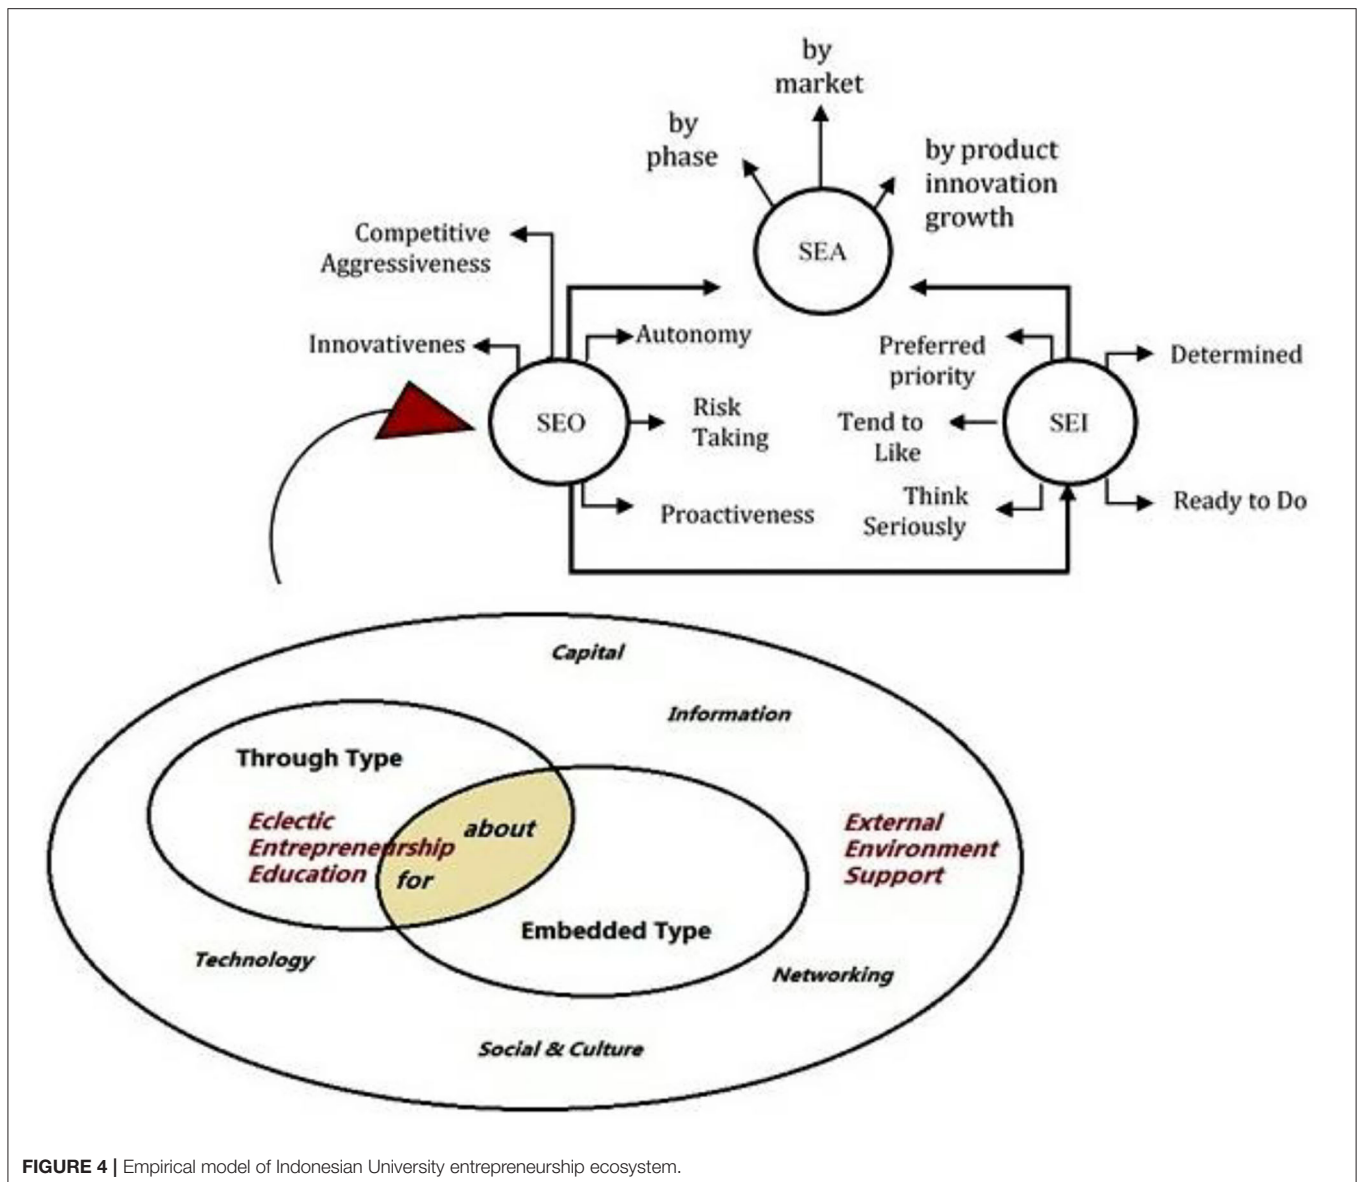 by
market
by
phase
by product
innovation
growth
SEA
Competitive
Aggressiveness
Innovativenes
Autonomy
SEO
Risk
Taking
Proactiveness
Preferred
priority
Determined
Tend to
Like
SEI
Think
Seriously
Ready to Do
Capital
Information
Through Type
Eclectic
Entrepreneurship
Education
about
for
External
Environment
Support
Embedded Type
Technology
Networking
Social & Culture
FIGURE 4 | Empirical model of Indonesian University entrepreneurship ecosystem.